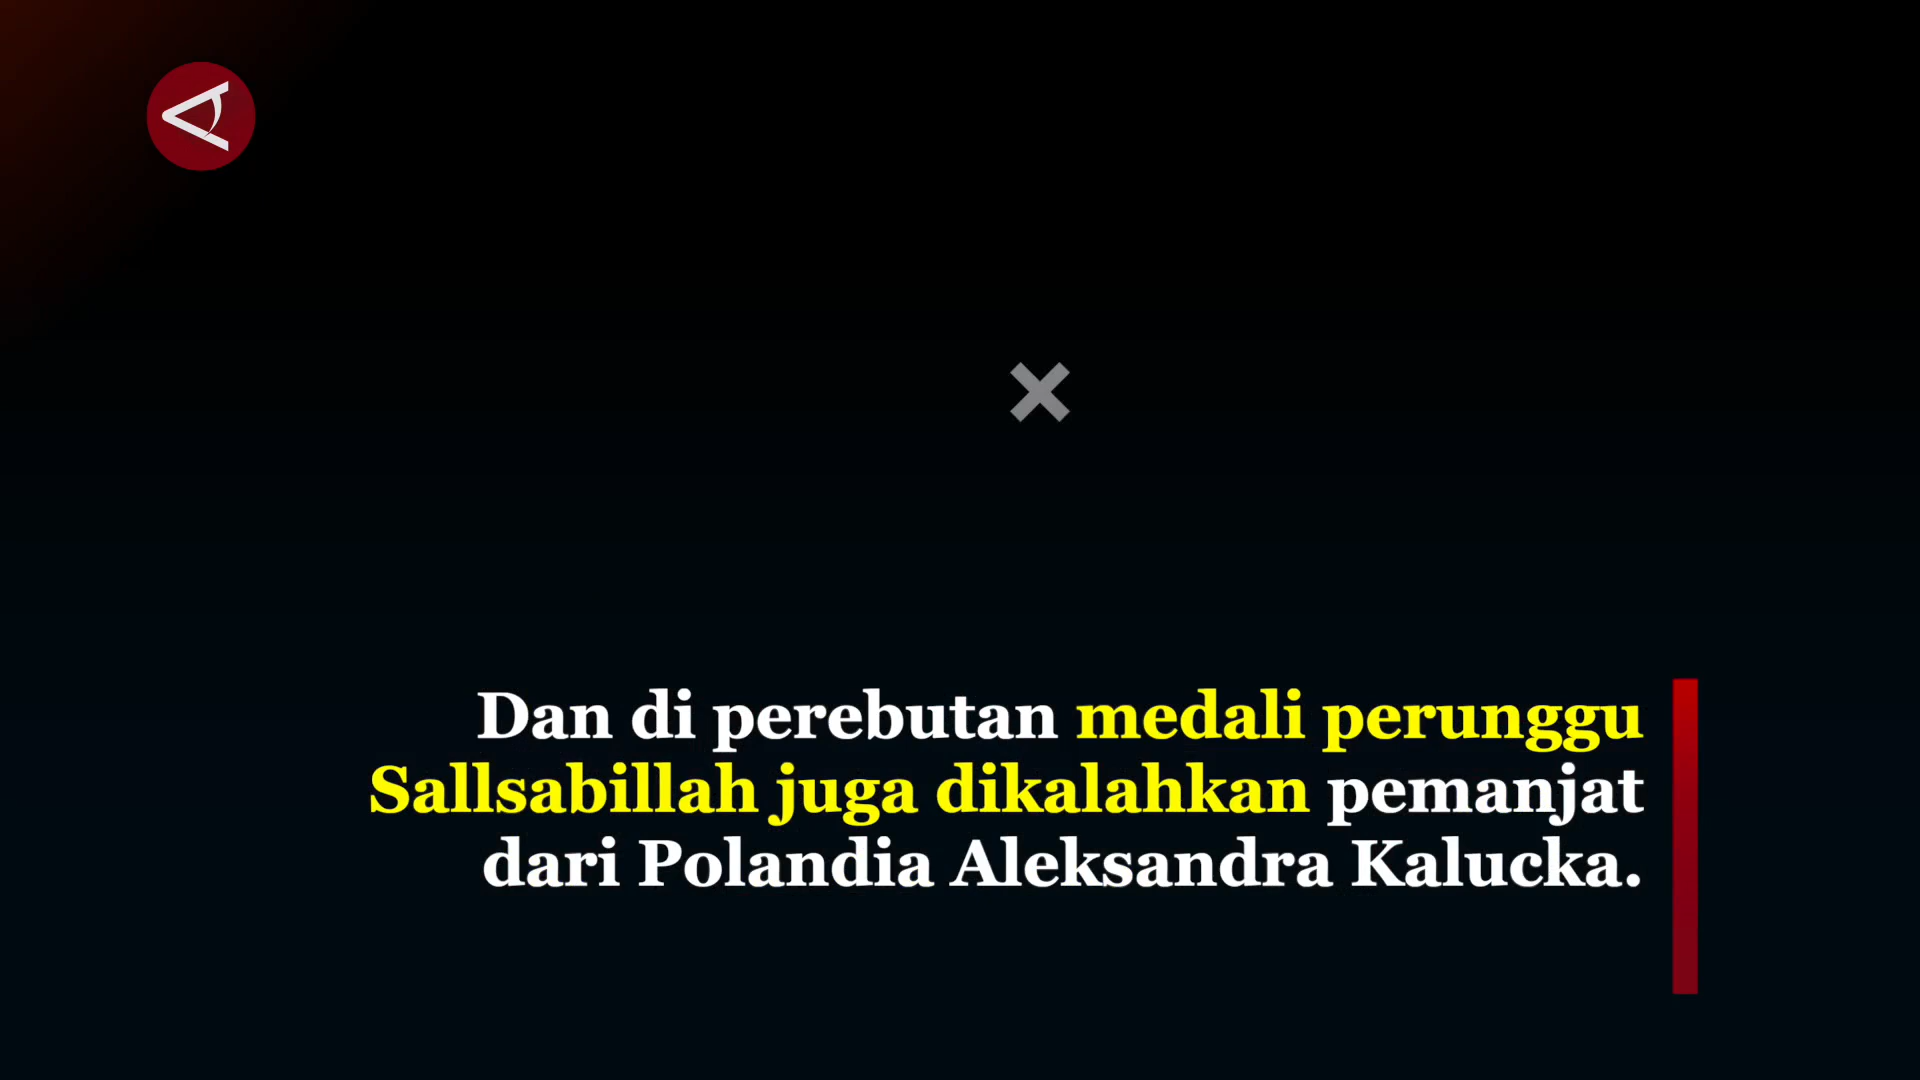 Dan di perebutan medali perunggu
Sallsabillah juga dikalahkan pemanjat
dari Polandia Aleksandra Kalucka.